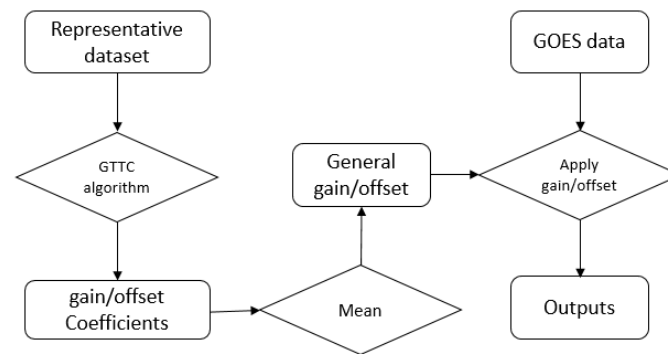 Representative
dataset
GTTC
algorithm
gain/offset
Coefficients
Mean
General
gain/offset
GOES data
Apply
gain/offset
Outputs